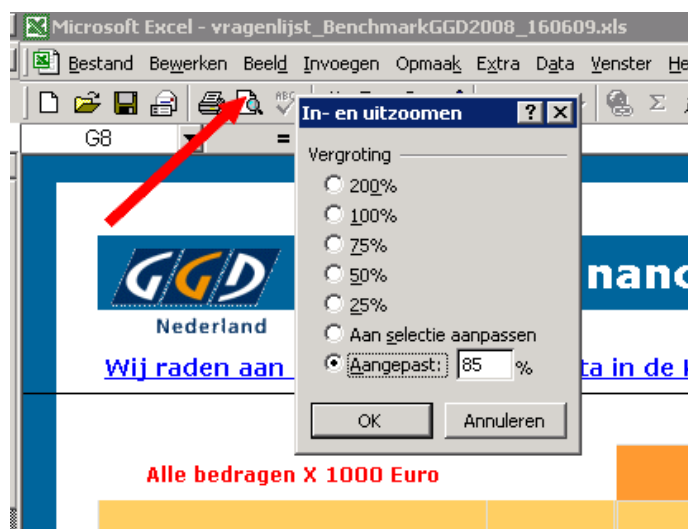 Microsoft Excel - vragenlijst_BenchmarkGGD2008_160609.xls
Bestand Bewerken Beeld Invoegen Opmaak Extra Data Venster He
ABC
G8 =
In- en uitzoomen
Vergroting
200%
100%
75%
50%
25%
Aan selectie aanpassen
Aangepast: 85 %
OK Annuleren
GGD nanc
Nederland
Wij raden aan ta in de
Alle bedragen X 1000 Euro